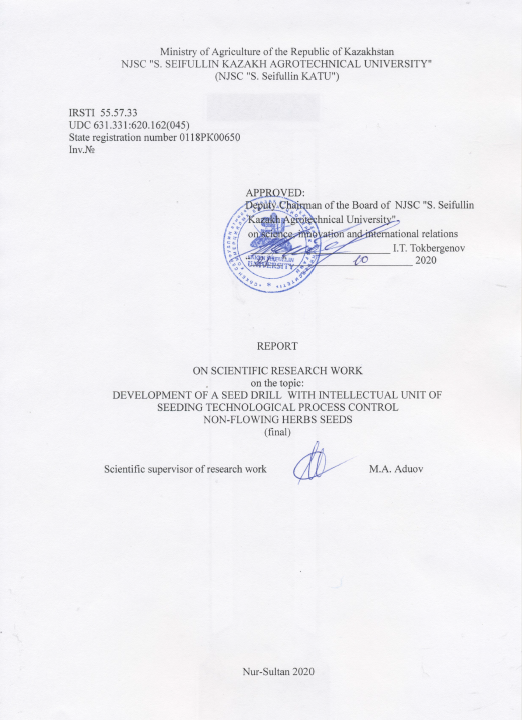 Ministry of Agriculture of the Republic of Kazakhstan
NJSC "S. SEIFULLIN KAZAKH AGROTECHNICAL UNIVERSITY"
(NJSC "S. Seifullin KATU")
IRSTI 55.57.33
UDC 631.331:620.162(045)
State registration number 0118PK00650
Inv.№
APPROVED:
Deputy Chairman of the Board of NJSC "S. Seifullin
Kazakh Agrotechnical University"
on science, innovation and international relations
I.T. Tokbergenov
10 2020
UNIVERSITY
REPORT
ON SCIENTIFIC RESEARCH WORK
on the topic:
DEVELOPMENT OF A SEED DRILL WITH INTELLECTUAL UNIT OF
SEEDING TECHNOLOGICAL PROCESS CONTROL
NON-FLOWING HERBS SEEDS
(final)
Scientific supervisor of research work M.A. Aduov
Nur-Sultan 2020